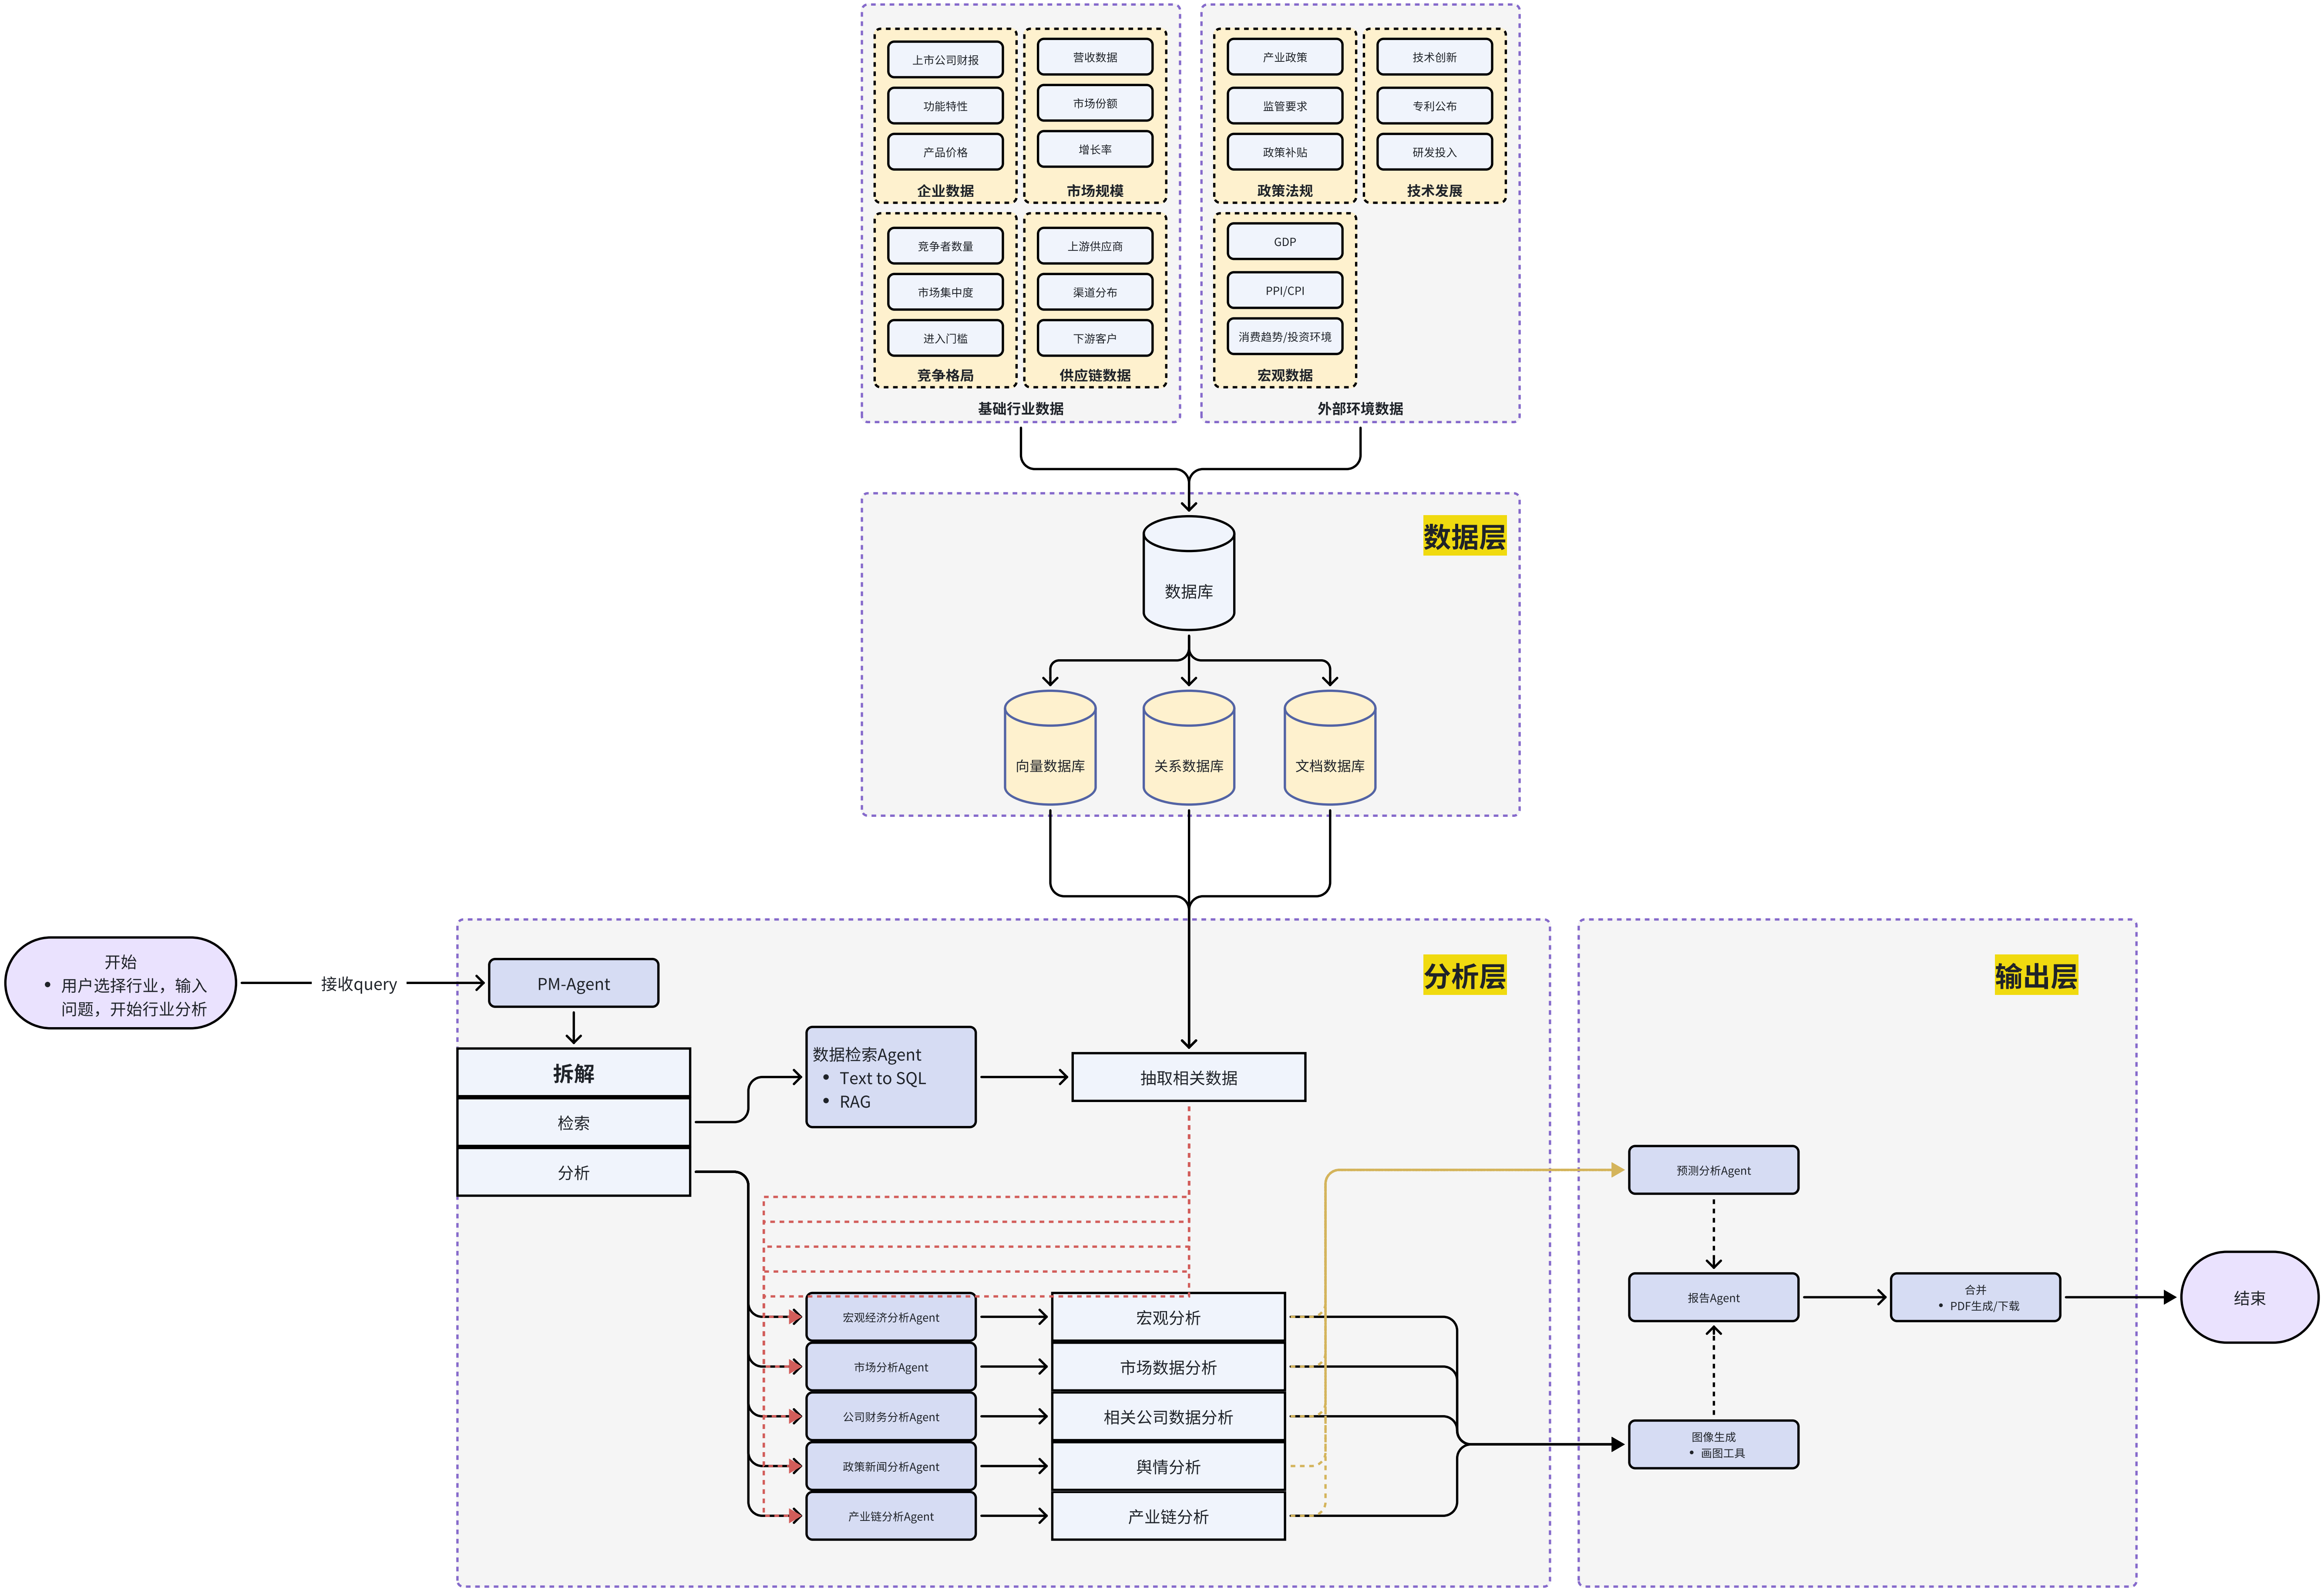 上市公司财报
功能特性
产品价格
企业数据
营收数据
市场份额
增长率
市场规模
竞争者数量
市场集中度
进入门槛
竞争格局
上游供应商
渠道分布
下游客户
供应链数据
基础行业数据
产业政策
监管要求
政策补贴
政策法规
技术创新
专利公布
研发投入
技术发展
GDP
PPI/CPI
消费趋势/投资环境
宏观数据
外部环境数据
数据层
数据库
向量数据库
关系数据库
文档数据库
开始
• 用户选择行业，输入
问题，开始行业分析
接收query
分析层
PM-Agent
拆解
检索
分析
数据检索Agent
• Text to SQL
• RAG
抽取相关数据
宏观经济分析Agent
市场分析Agent
公司财务分析Agent
政策新闻分析Agent
产业链分析Agent
宏观分析
市场数据分析
相关公司数据分析
舆情分析
产业链分析
输出层
预测分析Agent
报告Agent
图像生成
• 画图工具
合并
• PDF生成/下载
结束